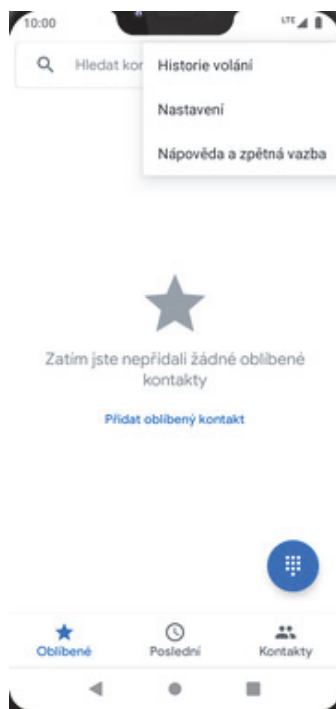 10:00
LTE
Hledat kon
Historie volání
Nastavení
Nápověda a zpětná vazba
Zatím jste nepřidali žádné oblíbené
kontakty
Přidat oblíbený kontakt
Oblíbené
Poslední
Kontakty